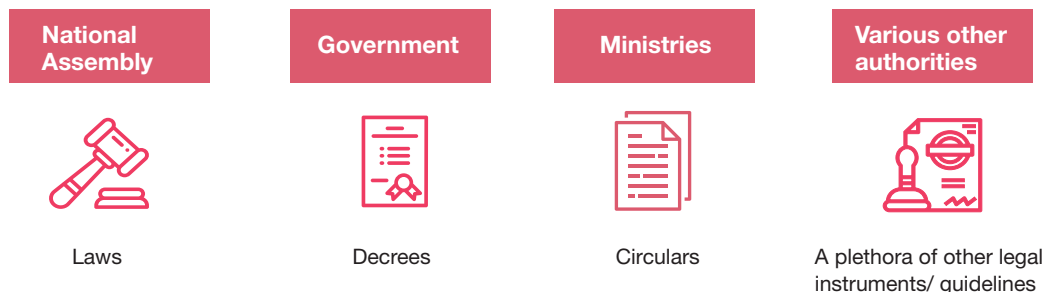 National
Assembly
Government
Ministries
Various other
authorities
Laws
Decrees
Circulars
A plethora of other legal
instruments/ guidelines